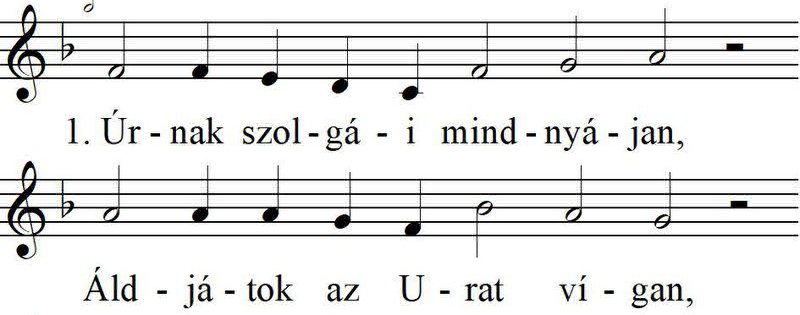 1. Úr - nak szol - gá - i mind - nyá - jan,
Áld - já - tok az U - rat ví - gan,